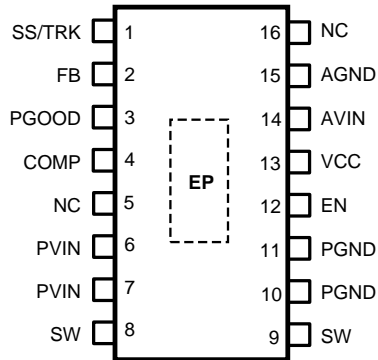 SS/TRK 1 16 NC
FB 2 15 AGND
PGOOD 3 14 AVIN
COMP 4 13 VCC
EP
NC 5 12 EN
PVIN 6 11 PGND
PVIN 7 10 PGND
SW 8 9 SW